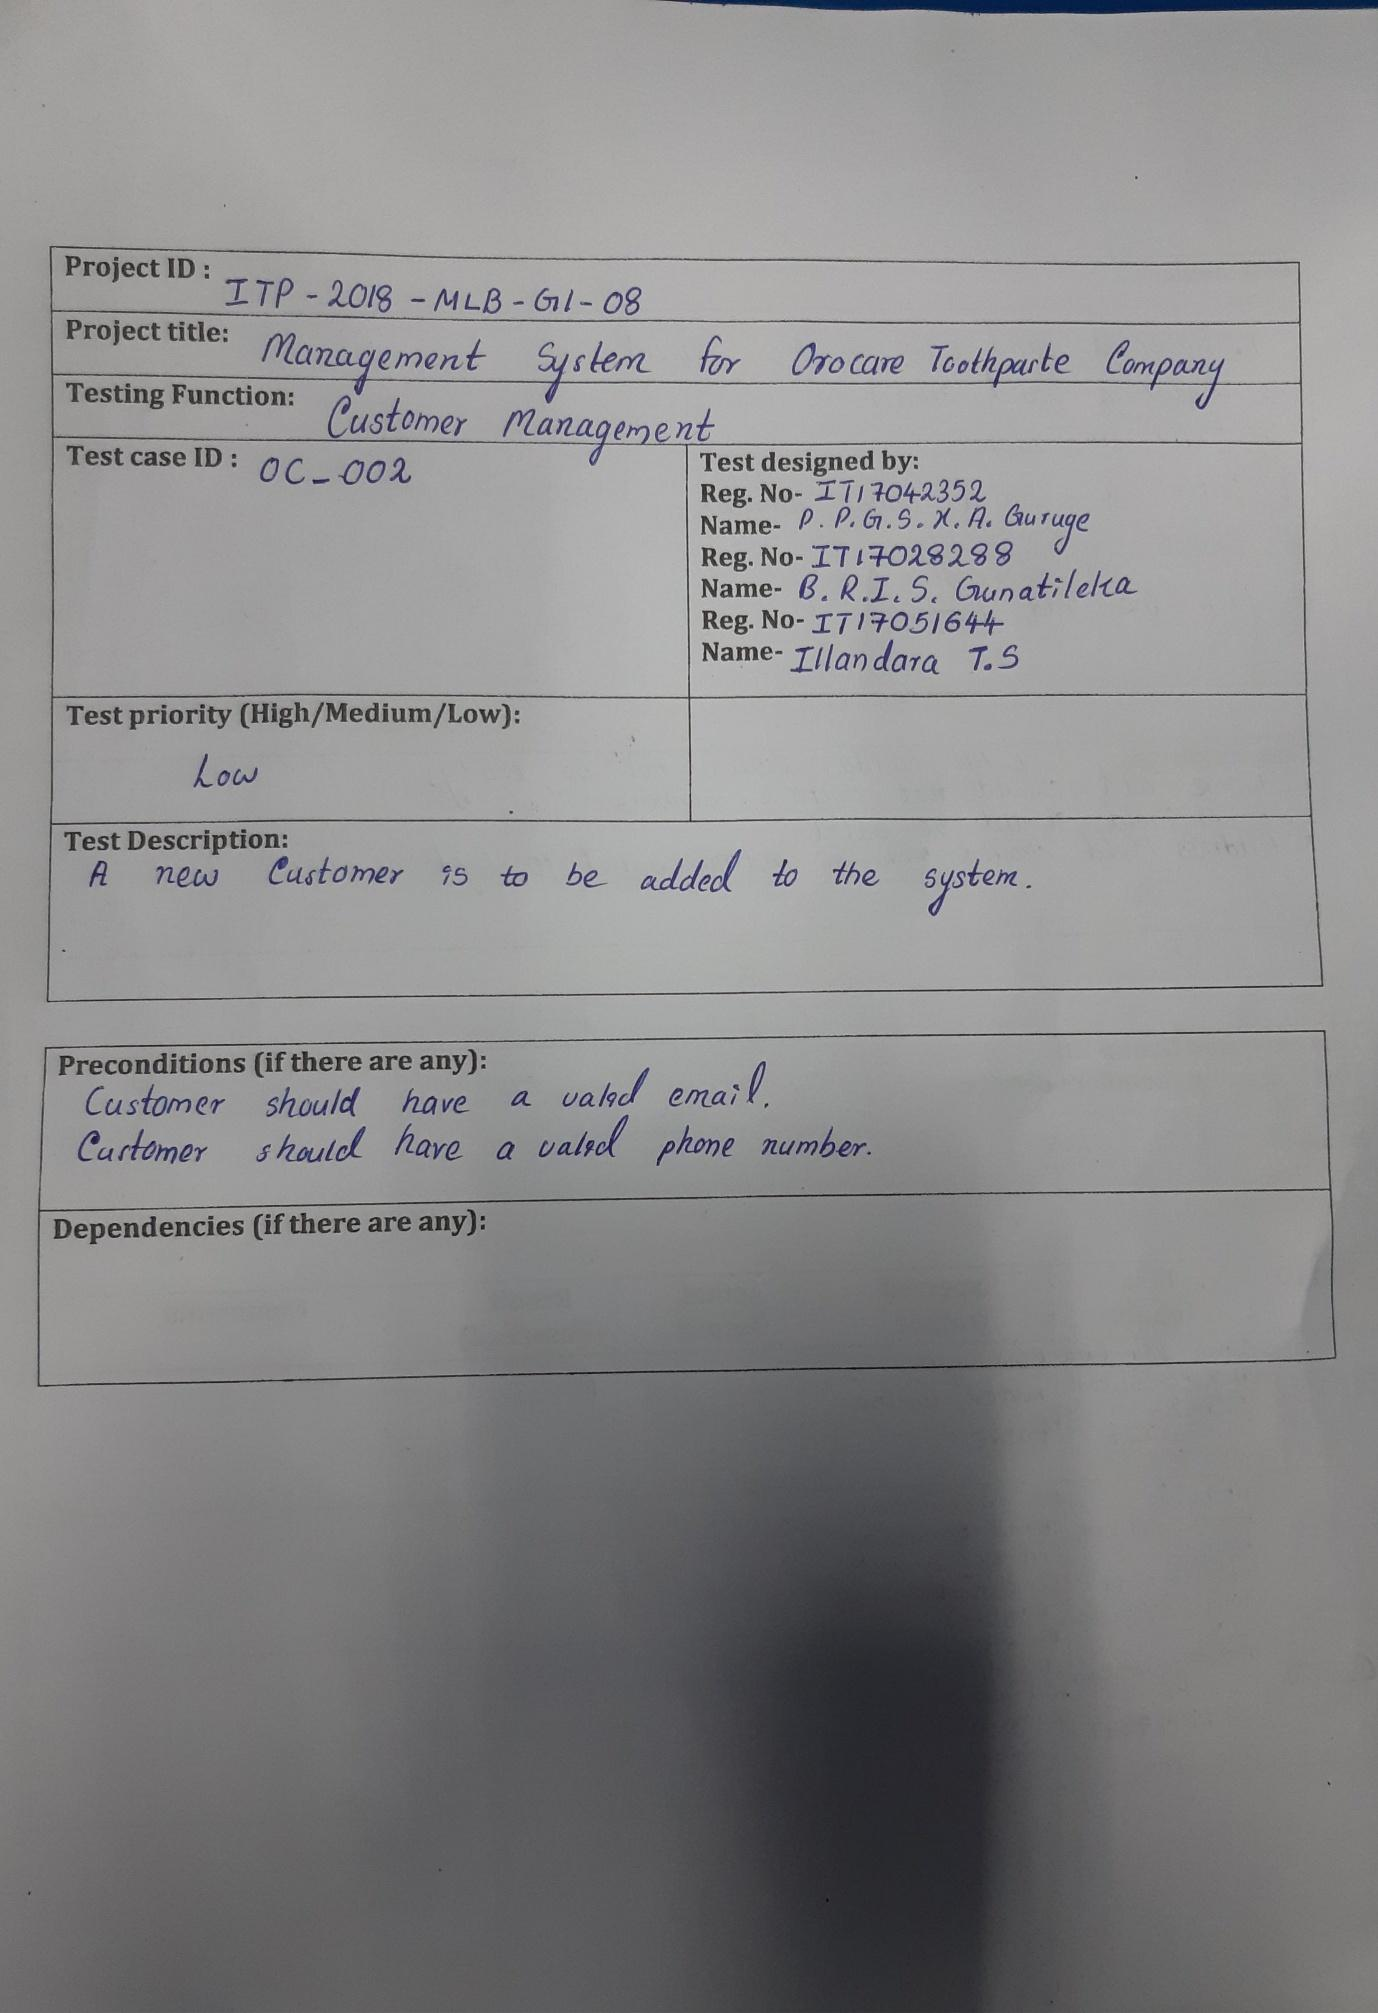 Project ID :
ITP - 2018 - MLB - G1 - 08
Project title: Management System for Orocare Toothpaste Company
Testing Function: Customer Management
Test case ID : OC_002
Test designed by:
Reg. No- IT17042352
Name- P. P. G. S. H. A. Guruge
Reg. No- IT17028288
Name- B. R. I. S. Gunatileka
Reg. No- IT17051644
Name- Illandara T.S
Test priority (High/Medium/Low):
Low
Test Description:
A new Customer is to be added to the system.
Preconditions (if there are any):
Customer should have a valid email.
Customer should have a valid phone number.
Dependencies (if there are any):